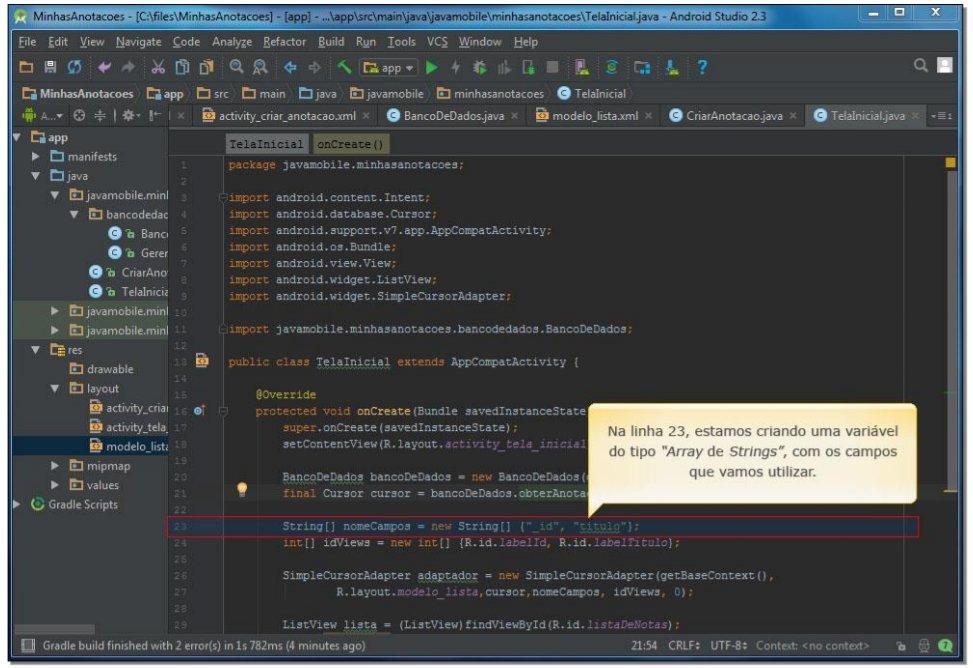 MinhasAnotacoes - [C:\files\MinhasAnotacoes] - [app] - ...\app\src\main\java\javamobile\minhasanotacoes\TelaInicial.java - Android Studio 2.3
File Edit View Navigate Code Analyze Refactor Build Run Tools VCS Window Help
app
MinhasAnotacoes app src main java javamobile minhasanotacoes TelaInicial
A... activity_criar_anotacao.xml BancoDeDados.java modelo_lista.xml CriarAnotacao.java TelaInicial.java
app
manifests
java
javamobile.minl
bancodedac
Banc
Gerer
CriarAno
TelaInicia
javamobile.minl
javamobile.minl
res
drawable
layout
activity_criar
activity_tela_
modelo_lista
mipmap
values
Gradle Scripts
TelaInicial onCreate()
1 package javamobile.minhasanotacoes;
2
3 import android.content.Intent;
4 import android.database.Cursor;
5 import android.support.v7.app.AppCompatActivity;
6 import android.os.Bundle;
7 import android.view.View;
8 import android.widget.ListView;
9 import android.widget.SimpleCursorAdapter;
10
11 import javamobile.minhasanotacoes.bancodedados.BancoDeDados;
12
13 public class TelaInicial extends AppCompatActivity {
14
15 @Override
16 protected void onCreate(Bundle savedInstanceState
17 super.onCreate(savedInstanceState);
18 setContentView(R.layout.activity_tela_inicial
19
20 BancoDeDados bancoDeDados = new BancoDeDados(
21 final Cursor cursor = bancoDeDados.obterAnota
22
23 String[] nomeCampos = new String[] {"_id", "titulo"};
24 int[] idViews = new int[] {R.id.labelId, R.id.labelTitulo};
25
26 SimpleCursorAdapter adaptador = new SimpleCursorAdapter(getBaseContext(),
27 R.layout.modelo_lista,cursor,nomeCampos, idViews, 0);
28
29 ListView lista = (ListView)findViewById(R.id.listaDeNotas);
Na linha 23, estamos criando uma variável
do tipo "Array de Strings", com os campos
que vamos utilizar.
Gradle build finished with 2 error(s) in 1s 782ms (4 minutes ago) 21:54 CRLF UTF-8 Context: <no context>